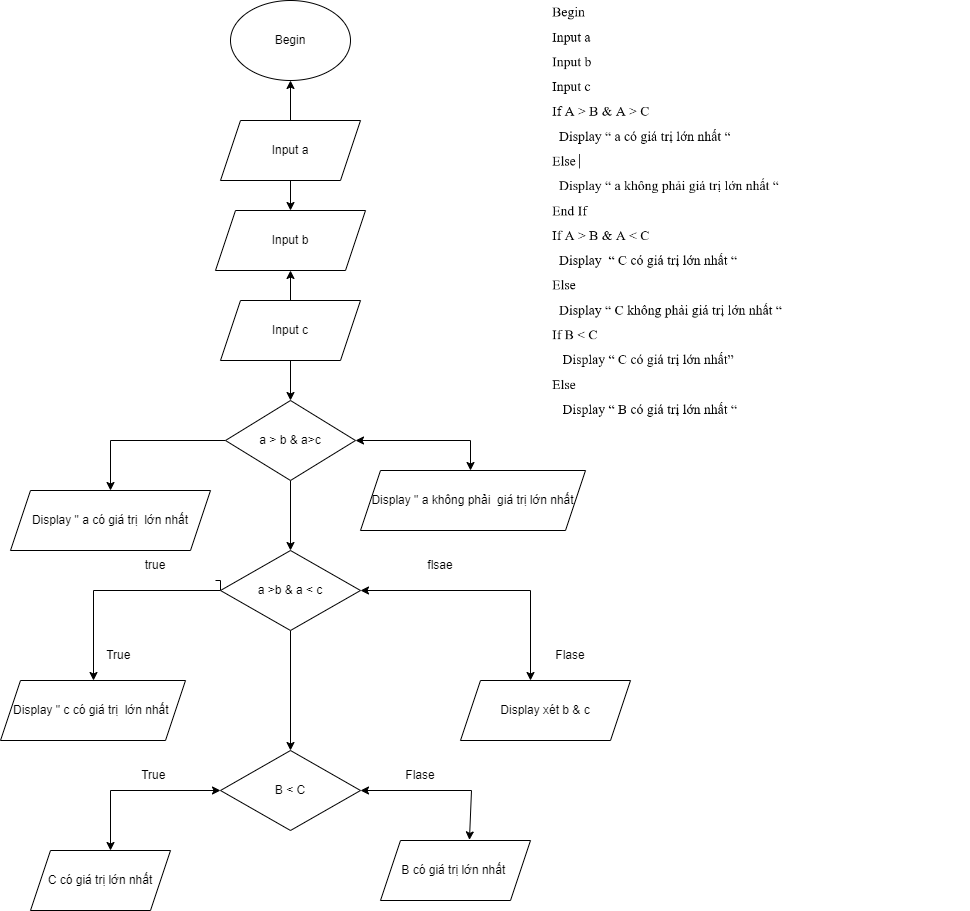 Begin
Input a
Input b
Input c
a > b & a>c
Display " a có giá trị lớn nhất
Display " a không phải giá trị lớn nhất
true
flsae
a >b & a < c
True
Flase
Display " c có giá trị lớn nhất
Display xét b & c
True
Flase
B < C
C có giá trị lớn nhất
B có giá trị lớn nhất
Begin
Input a
Input b
Input c
If A > B & A > C
Display “ a có giá trị lớn nhất “
Else
Display “ a không phải giá trị lớn nhất “
End If
If A > B & A < C
Display “ C có giá trị lớn nhất “
Else
Display “ C không phải giá trị lớn nhất “
If B < C
Display “ C có giá trị lớn nhất”
Else
Display “ B có giá trị lớn nhất “